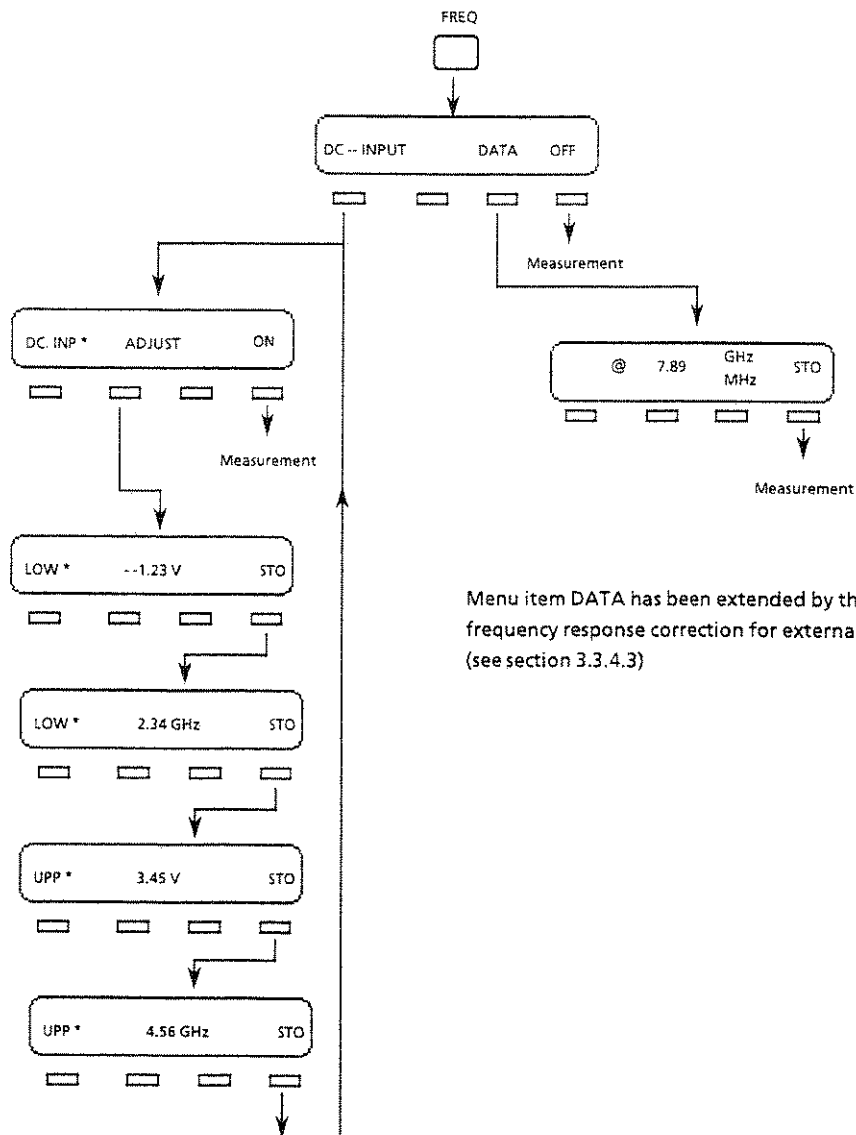 FREQ
DC -- INPUT DATA OFF
Measurement
DC. INP * ADJUST ON
Measurement
@ 7.89 GHz MHz STO
Measurement
LOW * - -1.23 V STO
Menu item DATA has been extended by
frequency response correction for
(see section 3.3.4.3)
LOW * 2.34 GHz STO
UPP * 3.45 V STO
UPP * 4.56 GHz STO